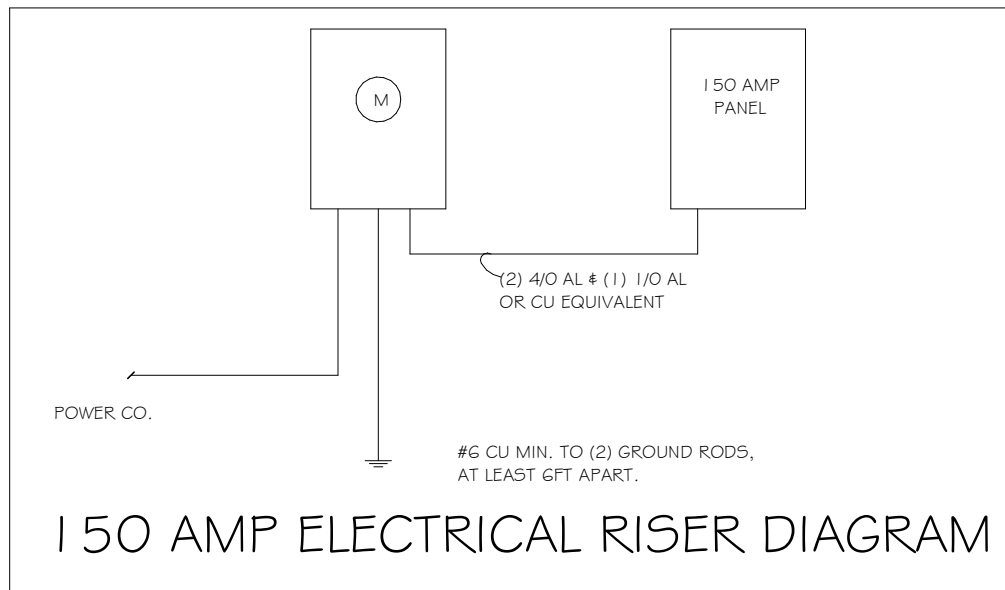 M
150 AMP
PANEL
(2) 4/0 AL & (1) 1/0 AL
OR CU EQUIVALENT
POWER CO.
#6 CU MIN. TO (2) GROUND RODS,
AT LEAST 6FT APART.
150 AMP ELECTRICAL RISER DIAGRAM